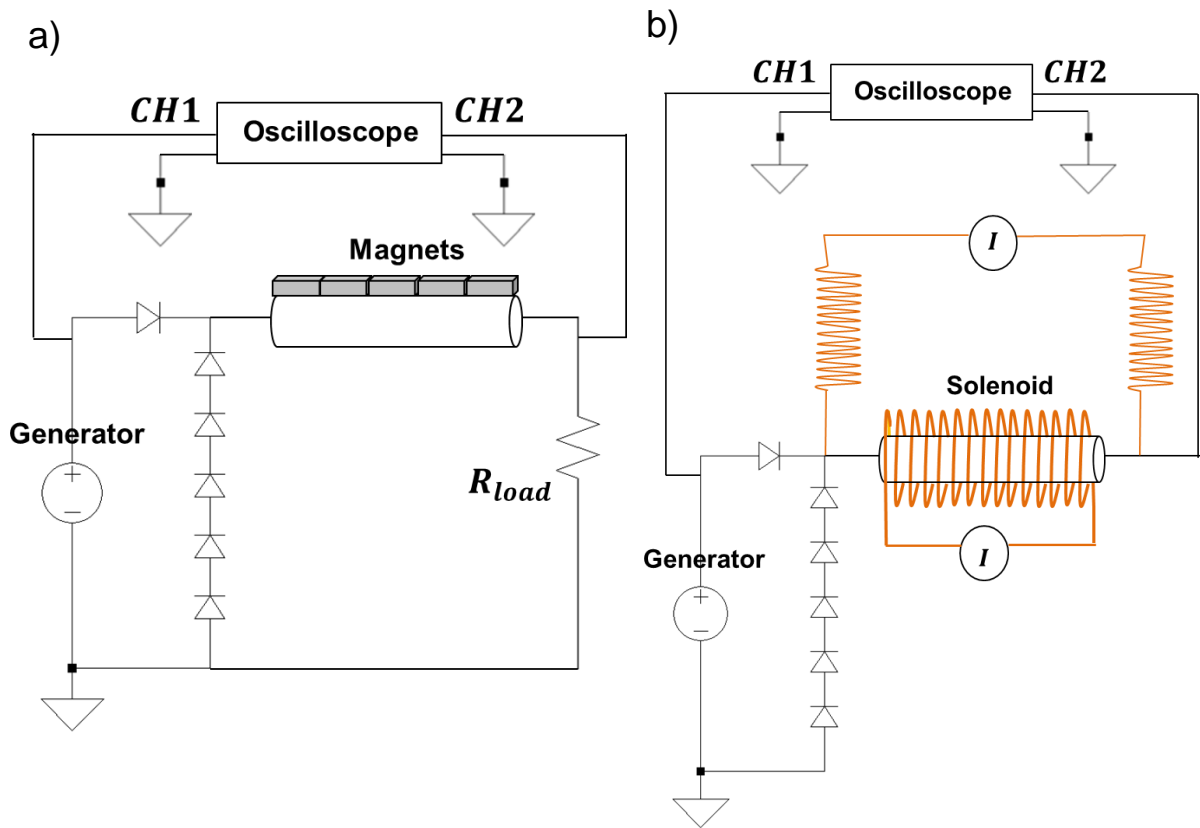 a)
CH1
CH2
Oscilloscope
Magnets
Generator
+
−
R_load
b)
CH1
CH2
Oscilloscope
I
Solenoid
Generator
+
−
I